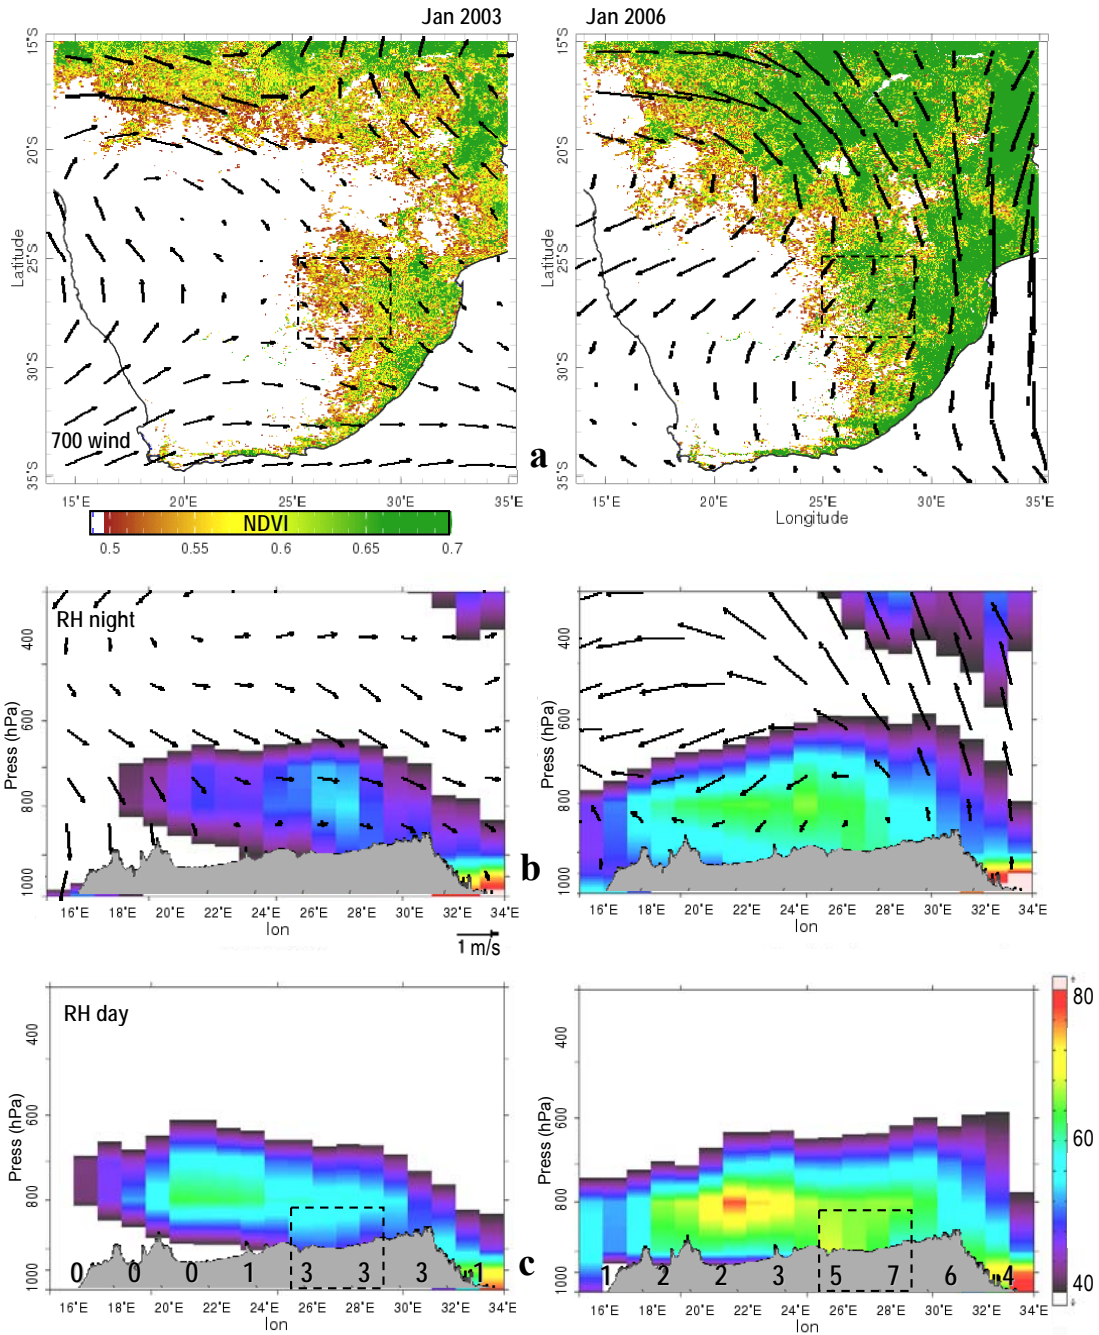 Jan 2003
Jan 2006
15°S
20°S
25°S
30°S
35°S
Latitude
700 wind
15°E 20°E 25°E 30°E 35°E
a
15°S
20°S
25°S
30°S
35°S
Latitude
15°E 20°E 25°E 30°E 35°E
Longitude
NDVI
0.5 0.55 0.6 0.65 0.7
RH night
Press (hPa)
400
600
800
1000
16°E 18°E 20°E 22°E 24°E 26°E 28°E 30°E 32°E 34°E
lon
1 m/s
b
Press (hPa)
400
600
800
1000
16°E 18°E 20°E 22°E 24°E 26°E 28°E 30°E 32°E 34°E
lon
RH day
Press (hPa)
400
600
800
1000
0 0 0 1 3 3 3 1
16°E 18°E 20°E 22°E 24°E 26°E 28°E 30°E 32°E 34°E
lon
c
Press (hPa)
400
600
800
1000
1 2 2 3 5 7 6 4
16°E 18°E 20°E 22°E 24°E 26°E 28°E 30°E 32°E 34°E
lon
80
60
40